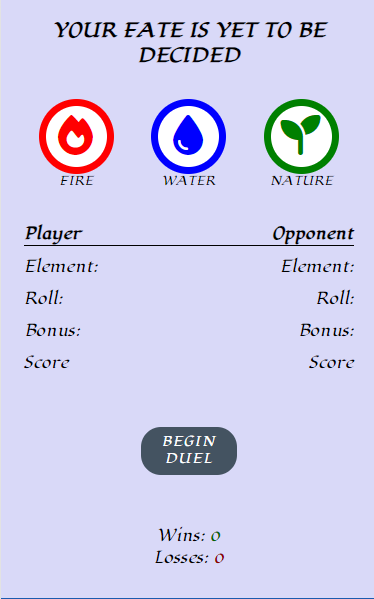 YOUR FATE IS YET TO BE
DECIDED
FIRE WATER NATURE
Player Opponent
Element: Element:
Roll: Roll:
Bonus: Bonus:
Score Score
BEGIN
DUEL
Wins: 0
Losses: 0